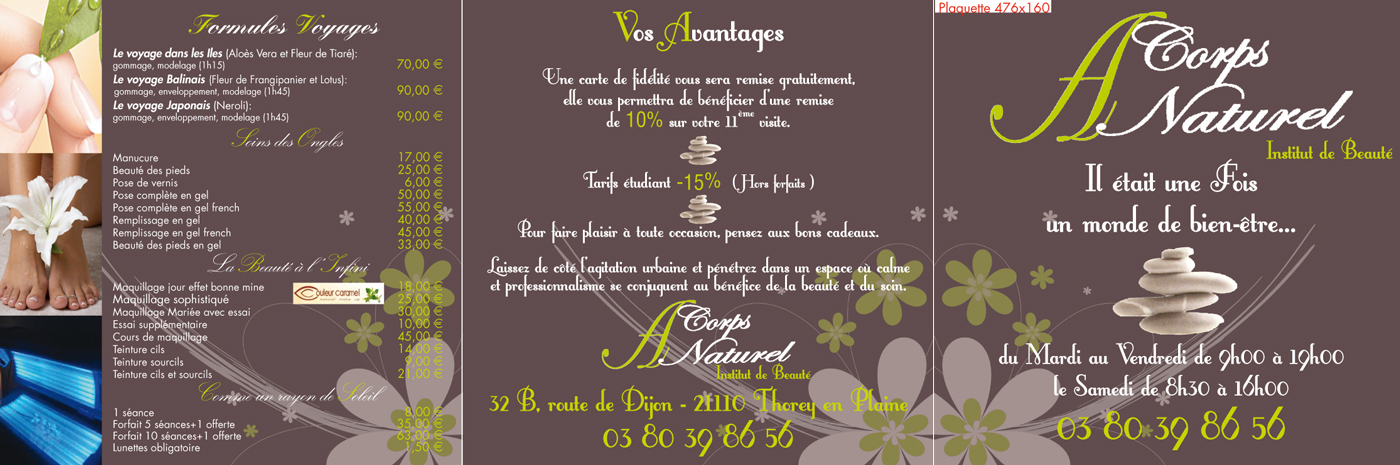 Formules Voyages
Le voyage dans les Iles (Aloès Vera et Fleur de Tiaré):
gommage, modelage (1h15) 70,00 €
Le voyage Balinais (Fleur de Frangipanier et Lotus):
gommage, enveloppement, modelage (1h45) 90,00 €
Le voyage Japonais (Neroli):
gommage, enveloppement, modelage (1h45) 90,00 €
Soins des Ongles
Manucure 17,00 €
Beauté des pieds 25,00 €
Pose de vernis 6,00 €
Pose complète en gel 50,00 €
Pose complète en gel french 55,00 €
Remplissage en gel 40,00 €
Remplissage en gel french 45,00 €
Beauté des pieds en gel 33,00 €
La Beauté à l'Infini
Maquillage jour effet bonne mine 18,00 €
couleur caramel
Maquillage sophistiqué 25,00 €
Maquillage Mariée avec essai 30,00 €
Essai supplémentaire 10,00 €
Cours de maquillage 45,00 €
Teinture cils 14,00 €
Teinture sourcils 9,00 €
Teinture cils et sourcils 21,00 €
Comme un rayon de Soleil
1 séance 8,00 €
Forfait 5 séances+1 offerte 35,00 €
Forfait 10 séances+1 offerte 63,00 €
Lunettes obligatoire 1,50 €
Vos Avantages
Une carte de fidélité vous sera remise gratuitement,
elle vous permettra de bénéficier d'une remise
de 10% sur votre 11ème visite.
Tarifs étudiant -15% (Hors forfaits)
Pour faire plaisir à toute occasion, pensez aux bons cadeaux.
Laissez de côté l'agitation urbaine et pénétrez dans un espace où calme
et professionnalisme se conjuguent au bénéfice de la beauté et du soin.
A Corps
Naturel
Institut de Beauté
32 B, route de Dijon - 21110 Thorey en Plaine
03 80 39 86 56
Plaquette 476x160
A Corps
Naturel
Institut de Beauté
Il était une Fois
un monde de bien-être...
du Mardi au Vendredi de 9h00 à 19h00
le Samedi de 8h30 à 16h00
03 80 39 86 56